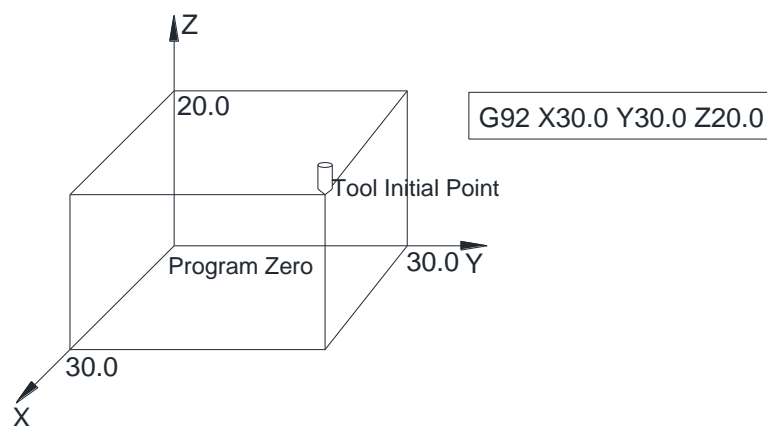 Z
20.0
G92 X30.0 Y30.0 Z20.0
Tool Initial Point
Program Zero
30.0 Y
30.0
X